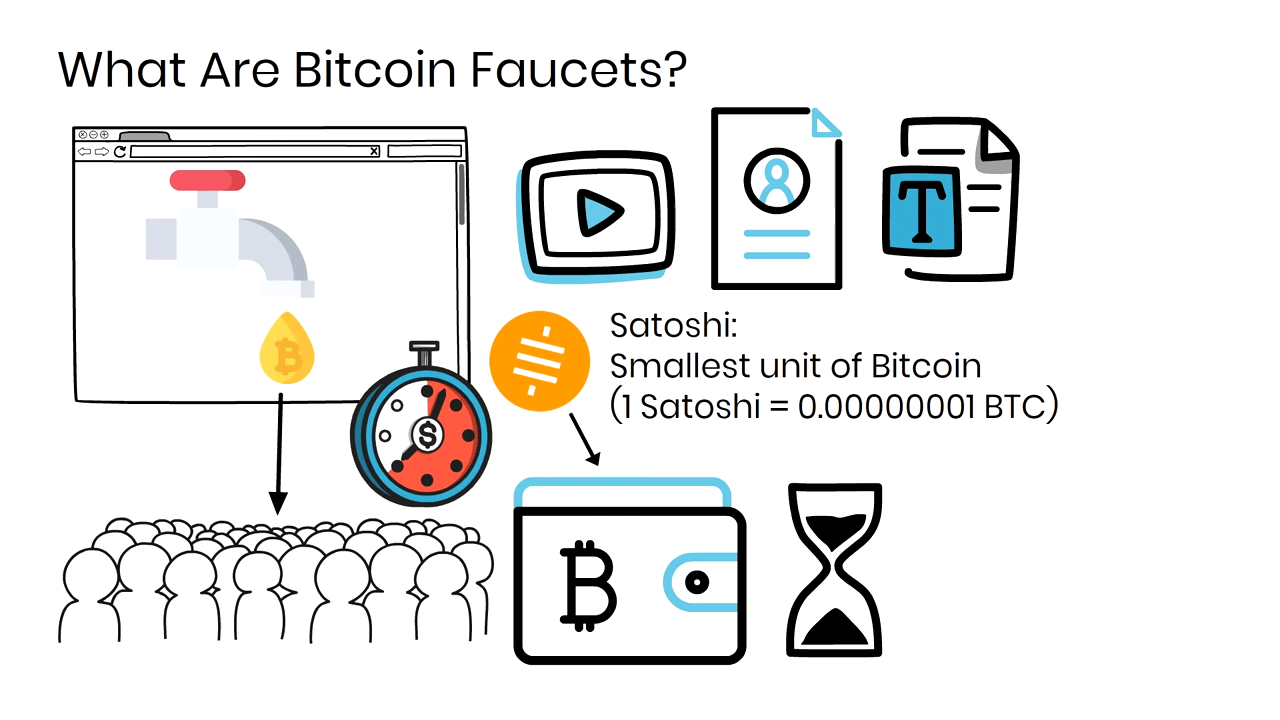 What Are Bitcoin Faucets?
T
Satoshi:
Smallest unit of Bitcoin
(1 Satoshi = 0.00000001 BTC)
$